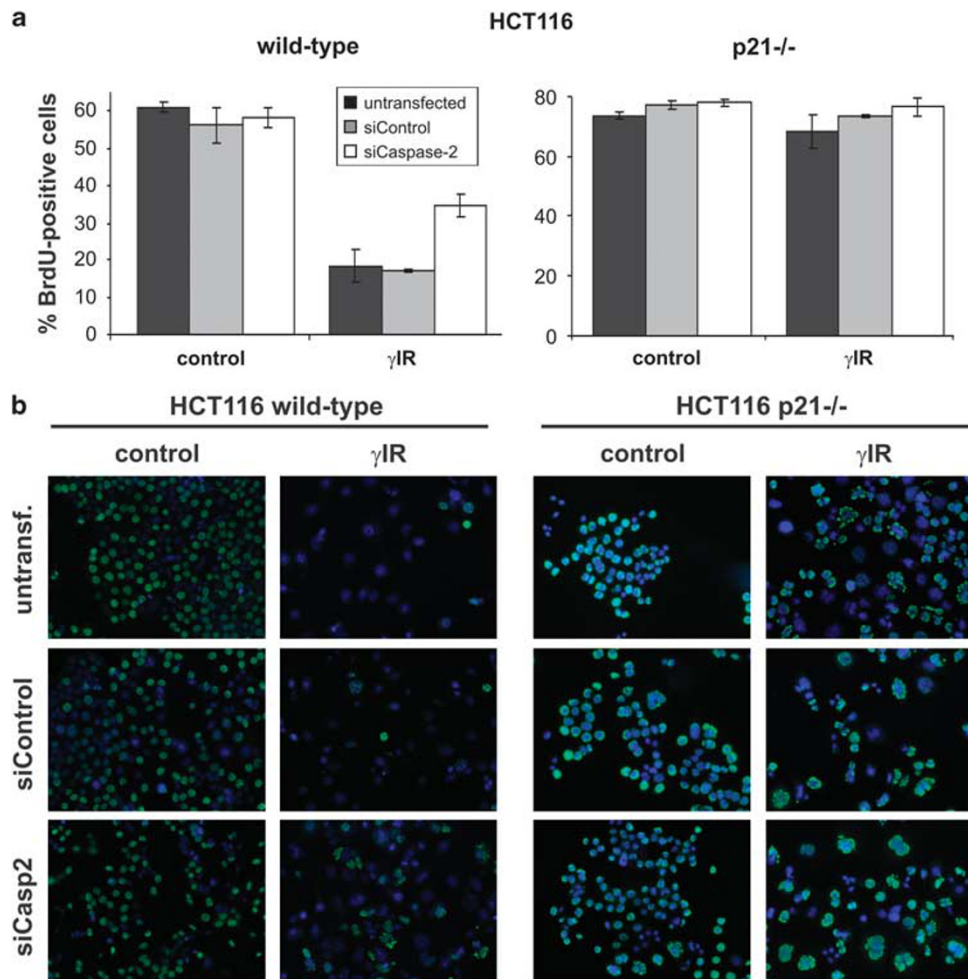 a
HCT116
wild-type
p21-/-
% BrdU-positive cells
60
50
40
30
20
10
0
untransfected
siControl
siCaspase-2
control
γIR
80
60
40
20
0
control
γIR
b
HCT116 wild-type
HCT116 p21-/-
control
γIR
control
γIR
untransf.
siControl
siCasp2